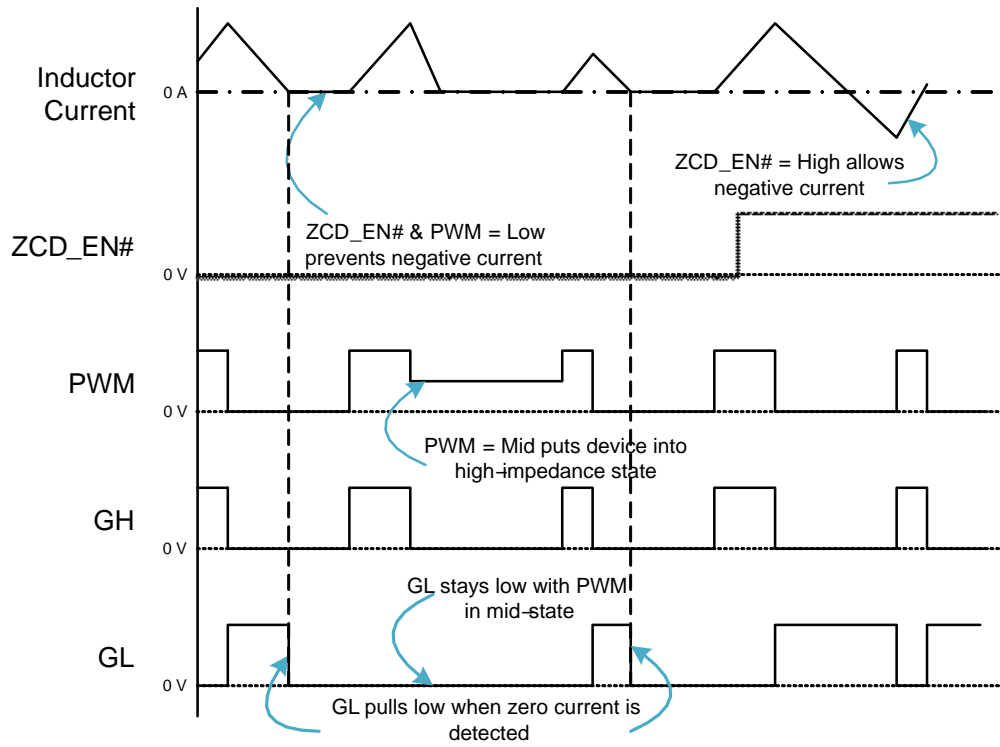 Inductor
Current
0 A
ZCD_EN# = High allows
negative current
ZCD_EN# & PWM = Low
prevents negative current
ZCD_EN#
0 V
PWM
0 V
PWM = Mid puts device into
high-impedance state
GH
0 V
GL stays low with PWM
in mid-state
GL
0 V
GL pulls low when zero current is
detected